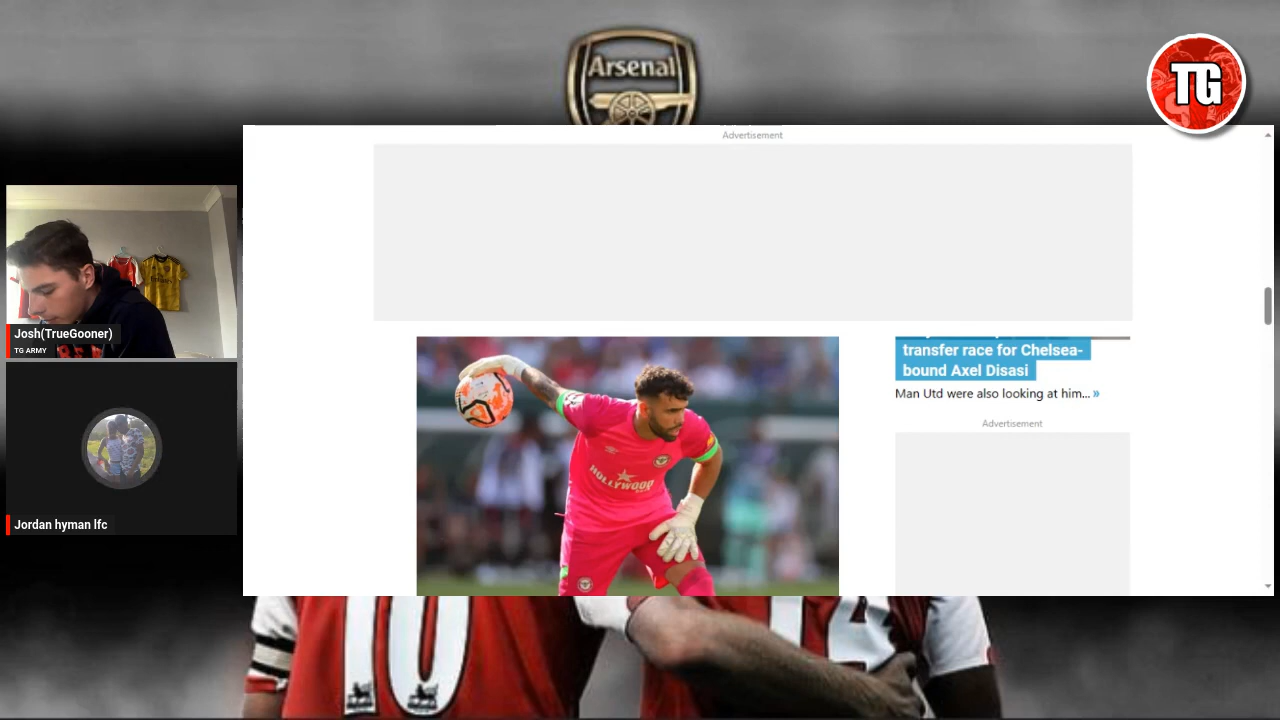 Arsenal
TG
Advertisement
transfer race for Chelsea-
bound Axel Disasi
Man Utd were also looking at him... »
Advertisement
HOLLYWOOD
Josh(TrueGooner)
TG ARMY
Jordan hyman lfc
10
14